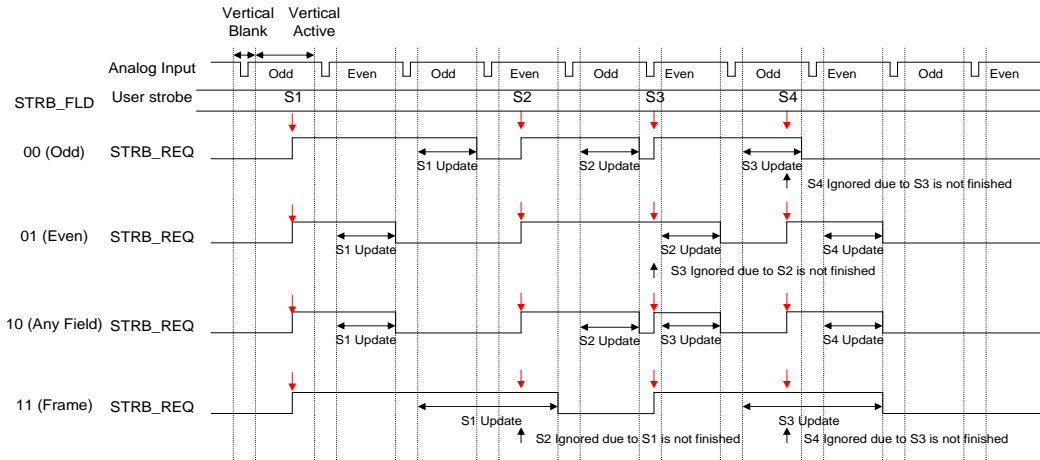 Vertical Blank
Vertical Active
Analog Input Odd Even Odd Even Odd Even Odd Even Odd Even
STRB_FLD User strobe S1 S2 S3 S4
00 (Odd) STRB_REQ
S1 Update S2 Update S3 Update
S4 Ignored due to S3 is not finished
01 (Even) STRB_REQ
S1 Update S2 Update S4 Update
S3 Ignored due to S2 is not finished
10 (Any Field) STRB_REQ
S1 Update S2 Update S3 Update S4 Update
11 (Frame) STRB_REQ
S1 Update S3 Update
S2 Ignored due to S1 is not finished S4 Ignored due to S3 is not finished